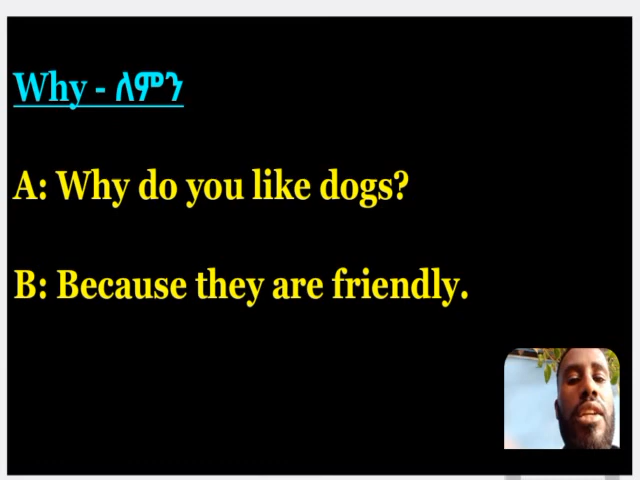 Why - ለምን
A: Why do you like dogs?
B: Because they are friendly.